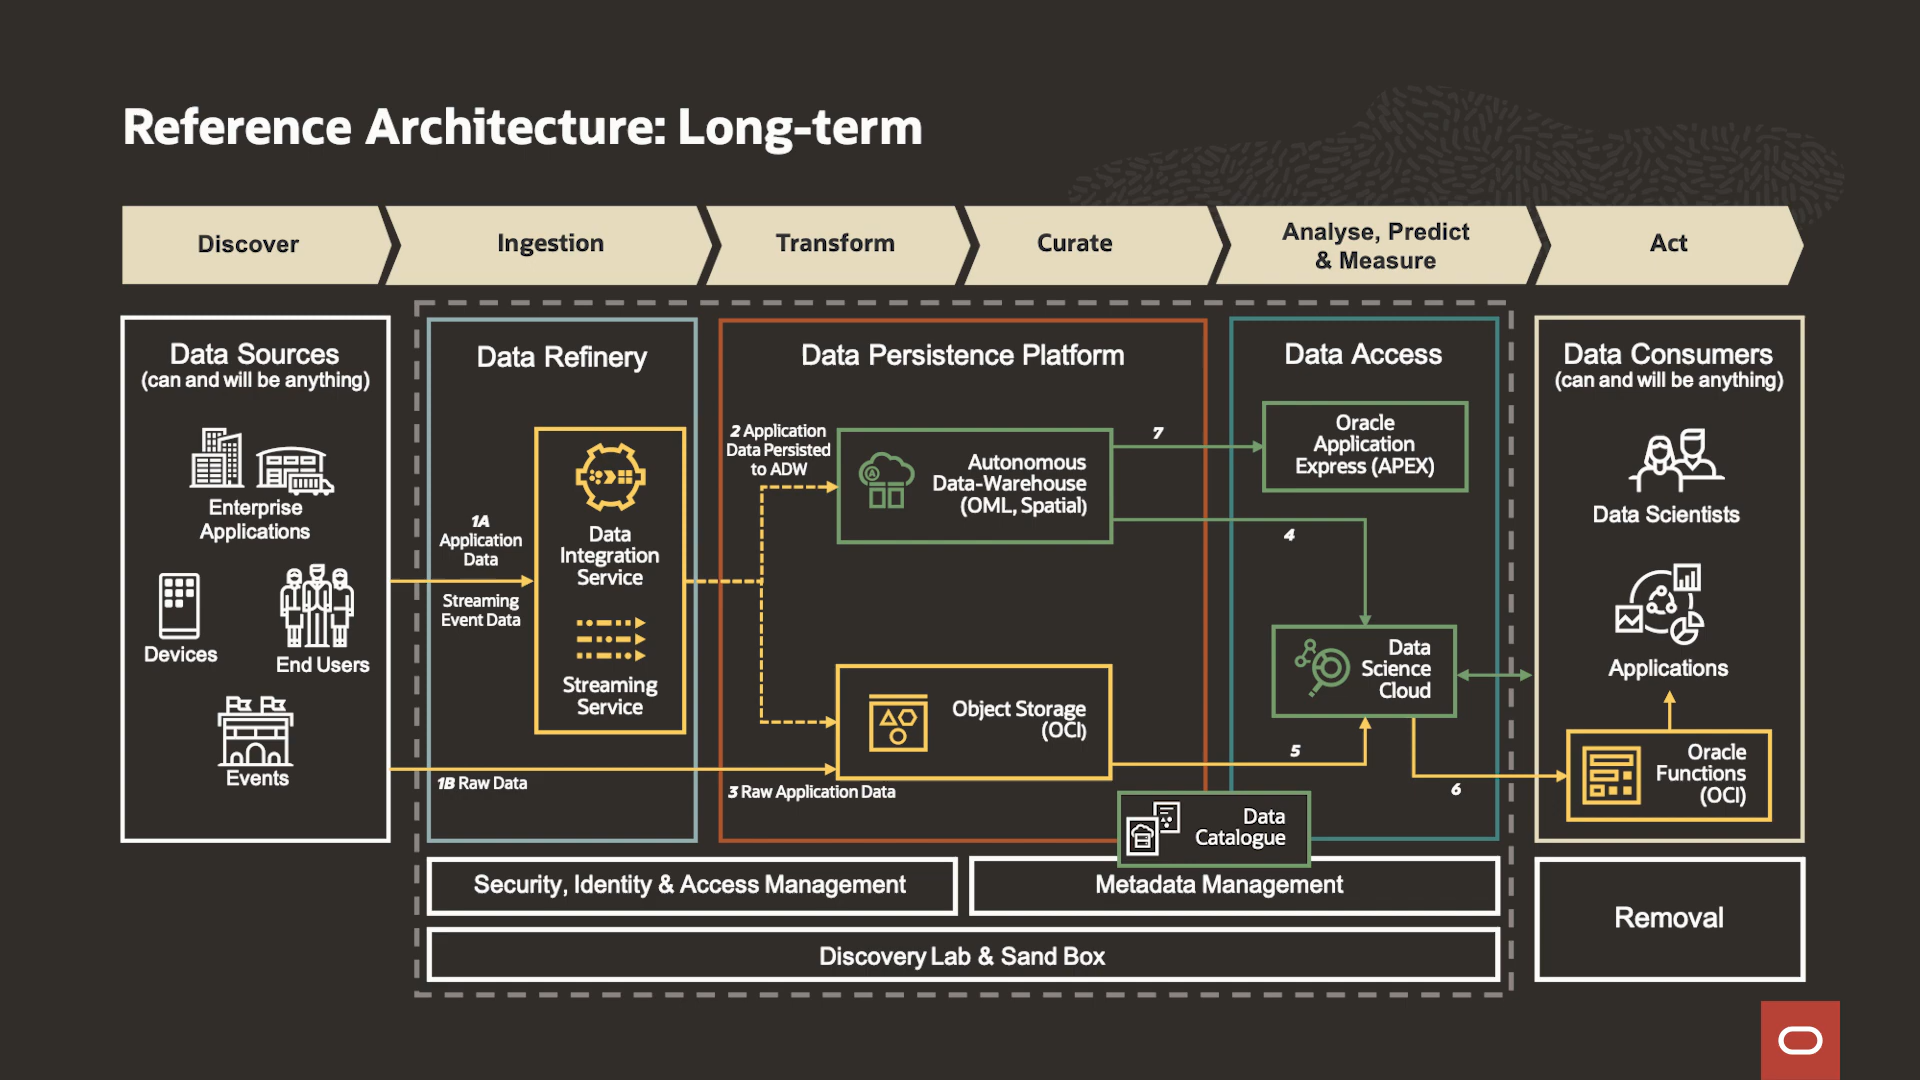 Reference Architecture: Long-term
Discover
Ingestion
Transform
Curate
Analyse, Predict
& Measure
Act
Data Sources
(can and will be anything)
Enterprise
Applications
Devices
End Users
Events
Data Refinery
1A
Application
Data
Streaming
Event Data
Data
Integration
Service
Streaming
Service
1B Raw Data
Data Persistence Platform
2 Application
Data Persisted
to ADW
Autonomous
Data-Warehouse
(OML, Spatial)
Object Storage
(OCI)
3 Raw Application Data
Data Access
7
Oracle
Application
Express (APEX)
4
Data
Science
Cloud
5
6
Data
Catalogue
Data Consumers
(can and will be anything)
Data Scientists
Applications
Oracle
Functions
(OCI)
Security, Identity & Access Management
Metadata Management
Discovery Lab & Sand Box
Removal